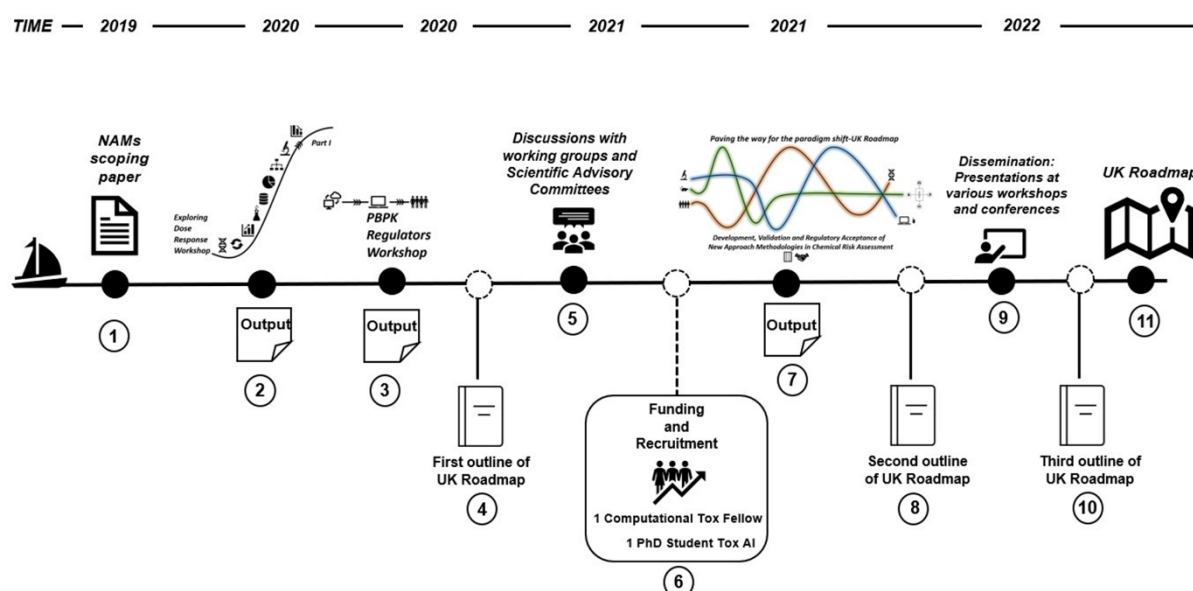 TIME 2019 2020 2020 2021 2021 2022
NAMs
scoping
paper
1
Part I
Exploring
Dose
Response
Workshop
Output
2
PBPK
Regulators
Workshop
Output
3
First outline of
UK Roadmap
4
Discussions with
working groups and
Scientific Advisory
Committees
5
Funding
and
Recruitment
1 Computational Tox Fellow
1 PhD Student Tox AI
6
Paving the way for the paradigm shift-UK Roadmap
Development, Validation and Regulatory Acceptance of
New Approach Methodologies in Chemical Risk Assessment
Output
7
Second outline
of UK Roadmap
8
Dissemination:
Presentations at
various workshops
and conferences
9
Third outline of
UK Roadmap
10
UK Roadmap
11